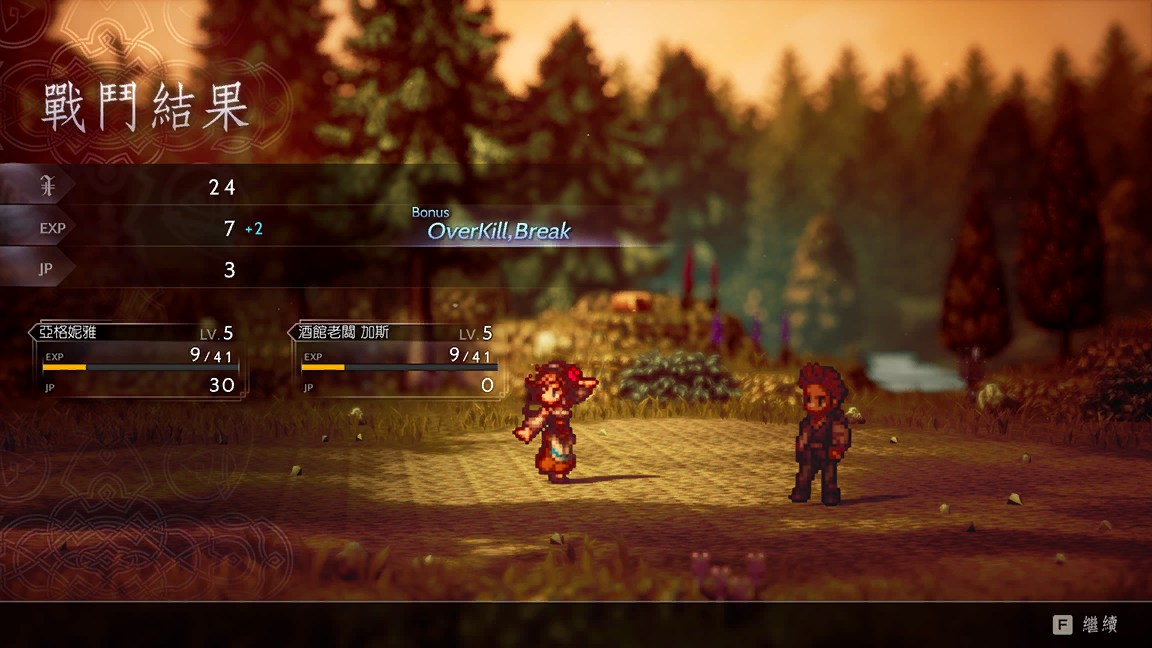 戰鬥結果
24
EXP 7 +2
Bonus
OverKill,Break
JP 3
亞格妮雅 LV.5
EXP 9/41
JP 30
酒館老闆 加斯 LV.5
EXP 9/41
JP 0
F 繼續